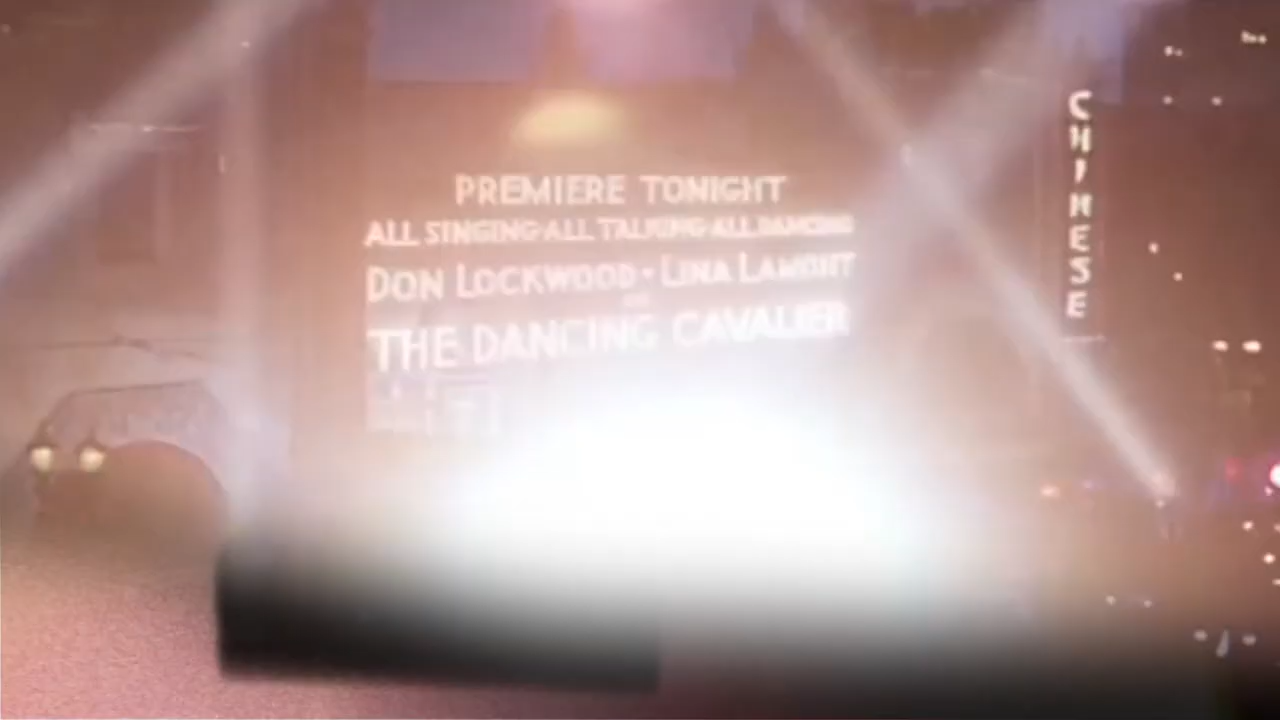 PREMIERE TONIGHT
ALL SINGING·ALL TALKING·ALL DANCING
DON LOCKWOOD·LINA LAMONT
THE DANCING CAVALIER
CHINESE